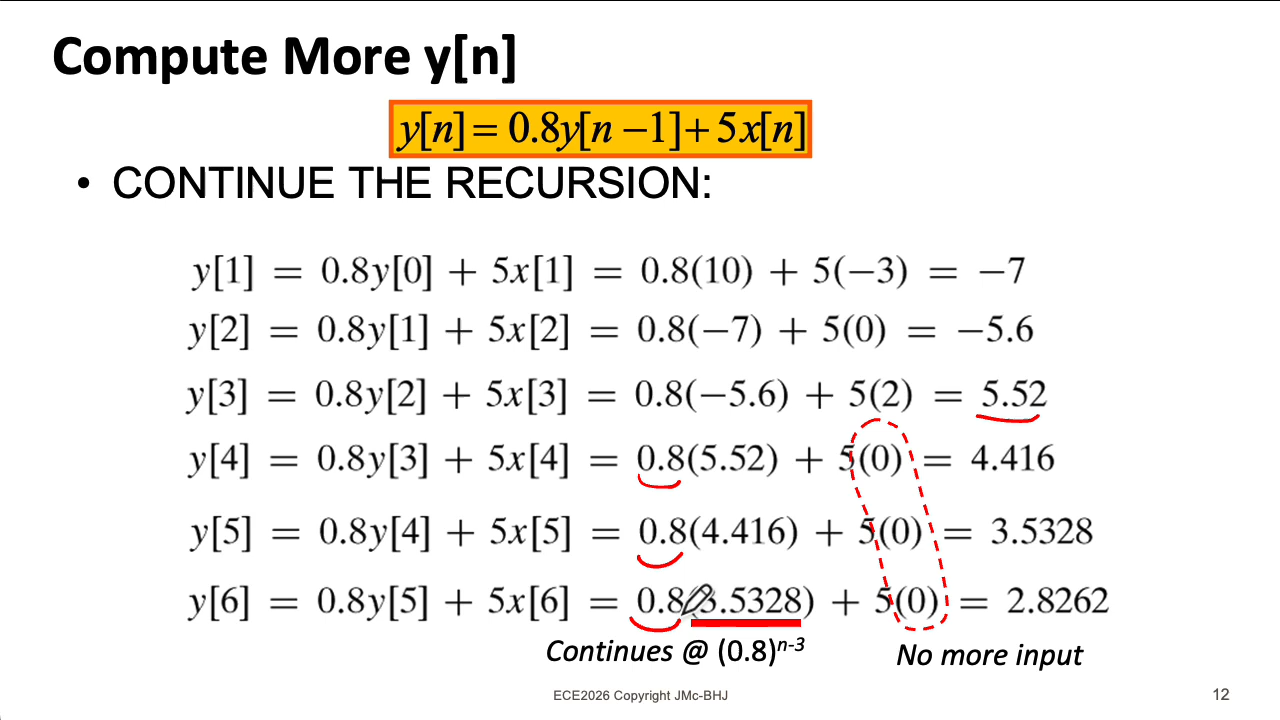 Compute More y[n]
y[n] = 0.8y[n − 1] + 5x[n]
• CONTINUE THE RECURSION:
y[1] = 0.8y[0] + 5x[1] = 0.8(10) + 5(−3) = −7
y[2] = 0.8y[1] + 5x[2] = 0.8(−7) + 5(0) = −5.6
y[3] = 0.8y[2] + 5x[3] = 0.8(−5.6) + 5(2) = 5.52
y[4] = 0.8y[3] + 5x[4] = 0.8(5.52) + 5(0) = 4.416
y[5] = 0.8y[4] + 5x[5] = 0.8(4.416) + 5(0) = 3.5328
y[6] = 0.8y[5] + 5x[6] = 0.8(3.5328) + 5(0) = 2.8262
Continues @ (0.8)ⁿ⁻³ No more input
ECE2026 Copyright JMc-BHJ 12